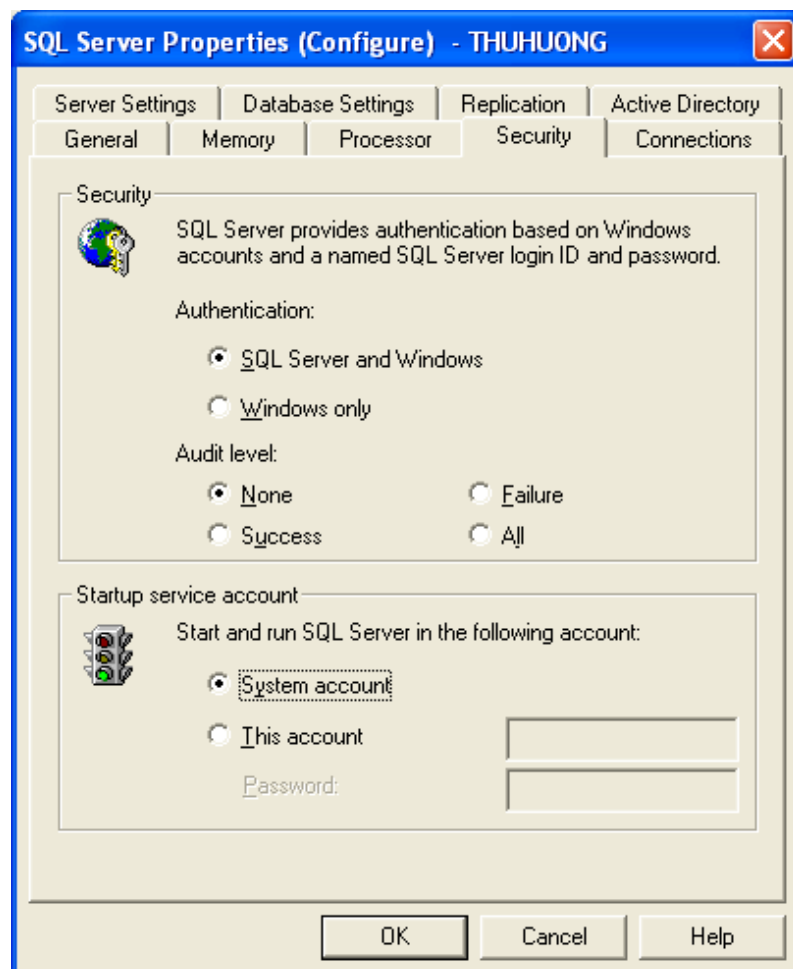 SQL Server Properties (Configure) - THUHUONG
Server Settings
Database Settings
Replication
Active Directory
General
Memory
Processor
Security
Connections
Security
SQL Server provides authentication based on Windows
accounts and a named SQL Server login ID and password.
Authentication:
SQL Server and Windows
Windows only
Audit level:
None
Failure
Success
All
Startup service account
Start and run SQL Server in the following account:
System account
This account
Password:
OK
Cancel
Help